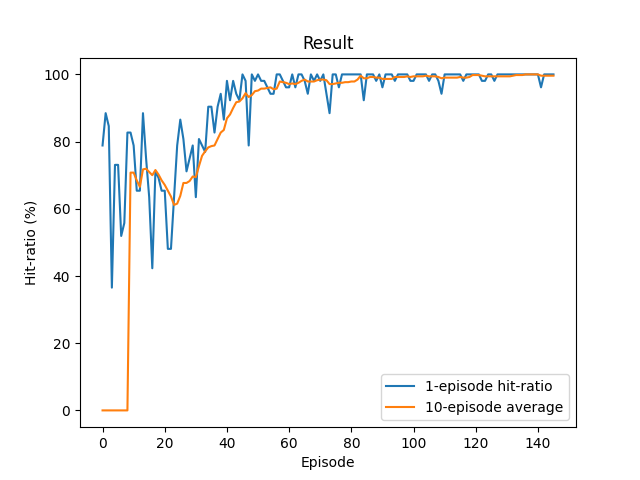 Result
Hit-ratio (%)
100
80
60
40
20
0
1-episode hit-ratio
10-episode average
0 20 40 60 80 100 120 140
Episode